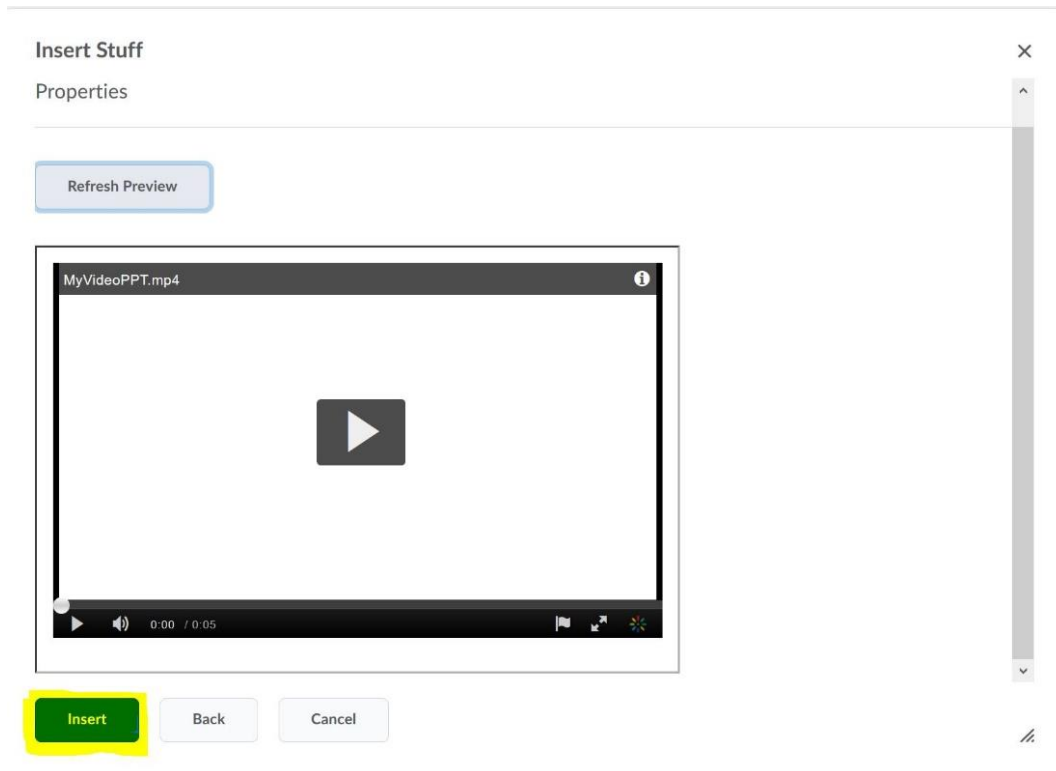 Insert Stuff
Properties
Refresh Preview
MyVideoPPT.mp4
0:00 / 0:05
Insert Back Cancel